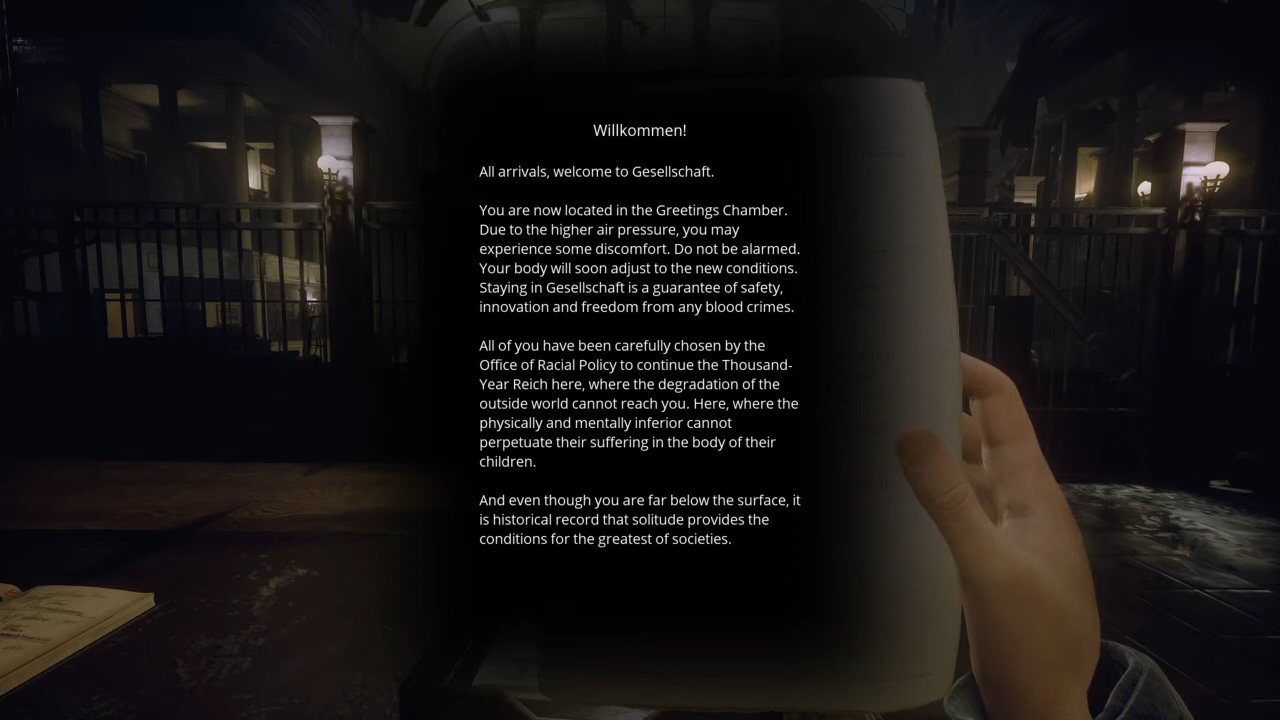 Willkommen!
All arrivals, welcome to Gesellschaft.
You are now located in the Greetings Chamber.
Due to the higher air pressure, you may
experience some discomfort. Do not be alarmed.
Your body will soon adjust to the new conditions.
Staying in Gesellschaft is a guarantee of safety,
innovation and freedom from any blood crimes.
All of you have been carefully chosen by the
Office of Racial Policy to continue the Thousand-
Year Reich here, where the degradation of the
outside world cannot reach you. Here, where the
physically and mentally inferior cannot
perpetuate their suffering in the body of their
children.
And even though you are far below the surface, it
is historical record that solitude provides the
conditions for the greatest of societies.